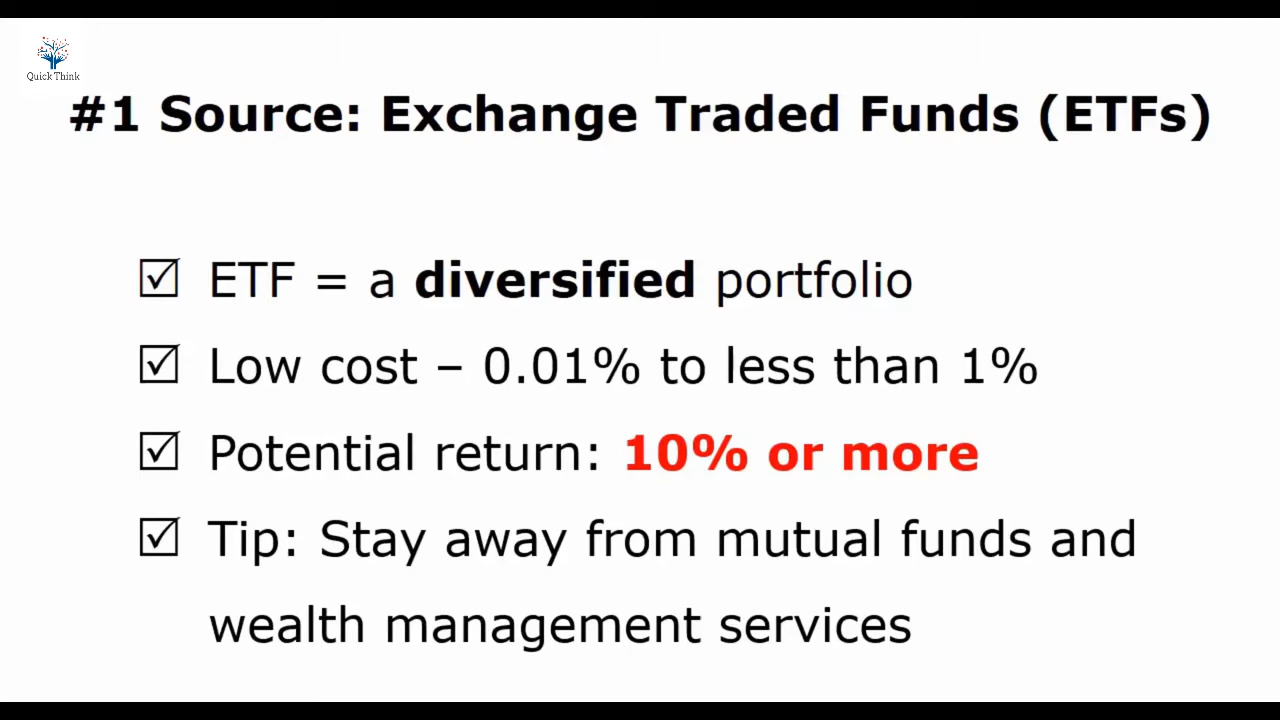 Quick Think
#1 Source: Exchange Traded Funds (ETFs)
☑ ETF = a diversified portfolio
☑ Low cost – 0.01% to less than 1%
☑ Potential return: 10% or more
☑ Tip: Stay away from mutual funds and
wealth management services